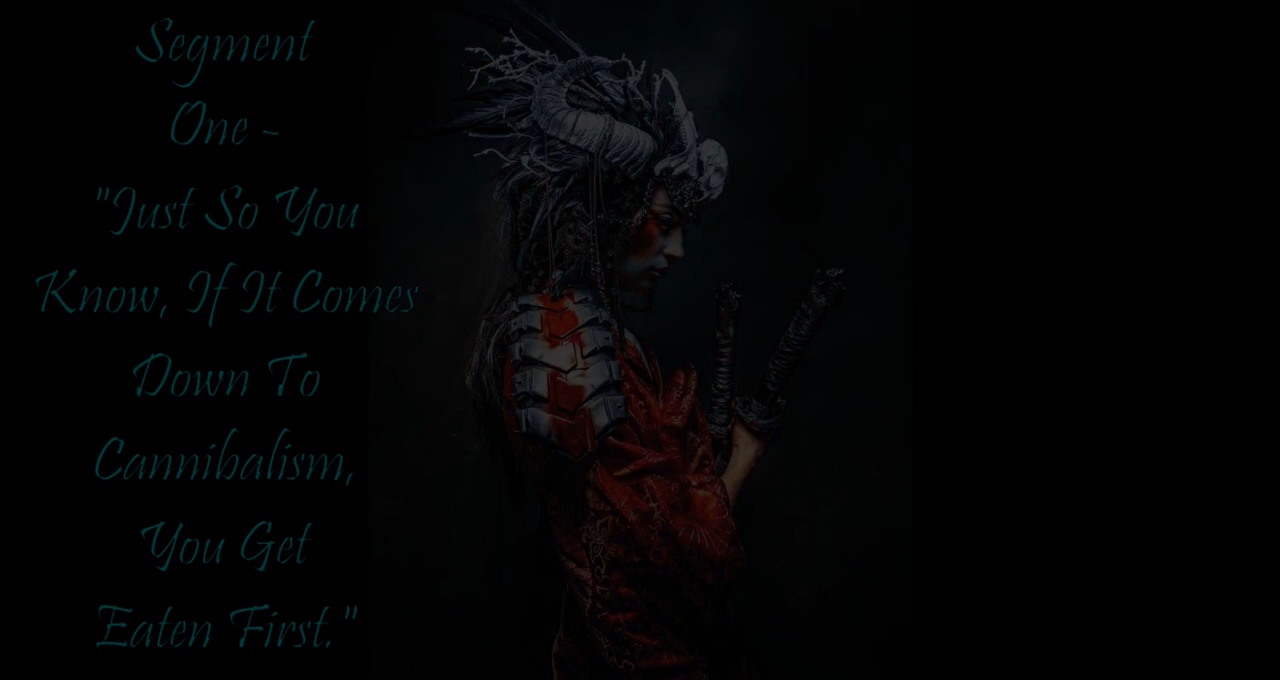 Segment
One -
"Just So You
Know, If It Comes
Down To
Cannibalism,
You Get
Eaten First."